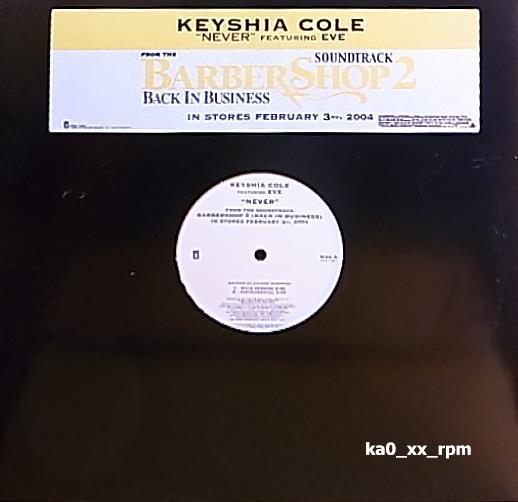 KEYSHIA COLE
"NEVER" FEATURING EVE
FROM THE
SOUNDTRACK
BARBERSHOP 2
BACK IN BUSINESS
IN STORES FEBRUARY 3RD, 2004
KEYSHIA COLE
FEATURING EVE
"NEVER"
FROM THE SOUNDTRACK
BARBERSHOP 2 (BACK IN BUSINESS)
IN STORES FEBRUARY 3RD, 2004
ka0_xx_rpm